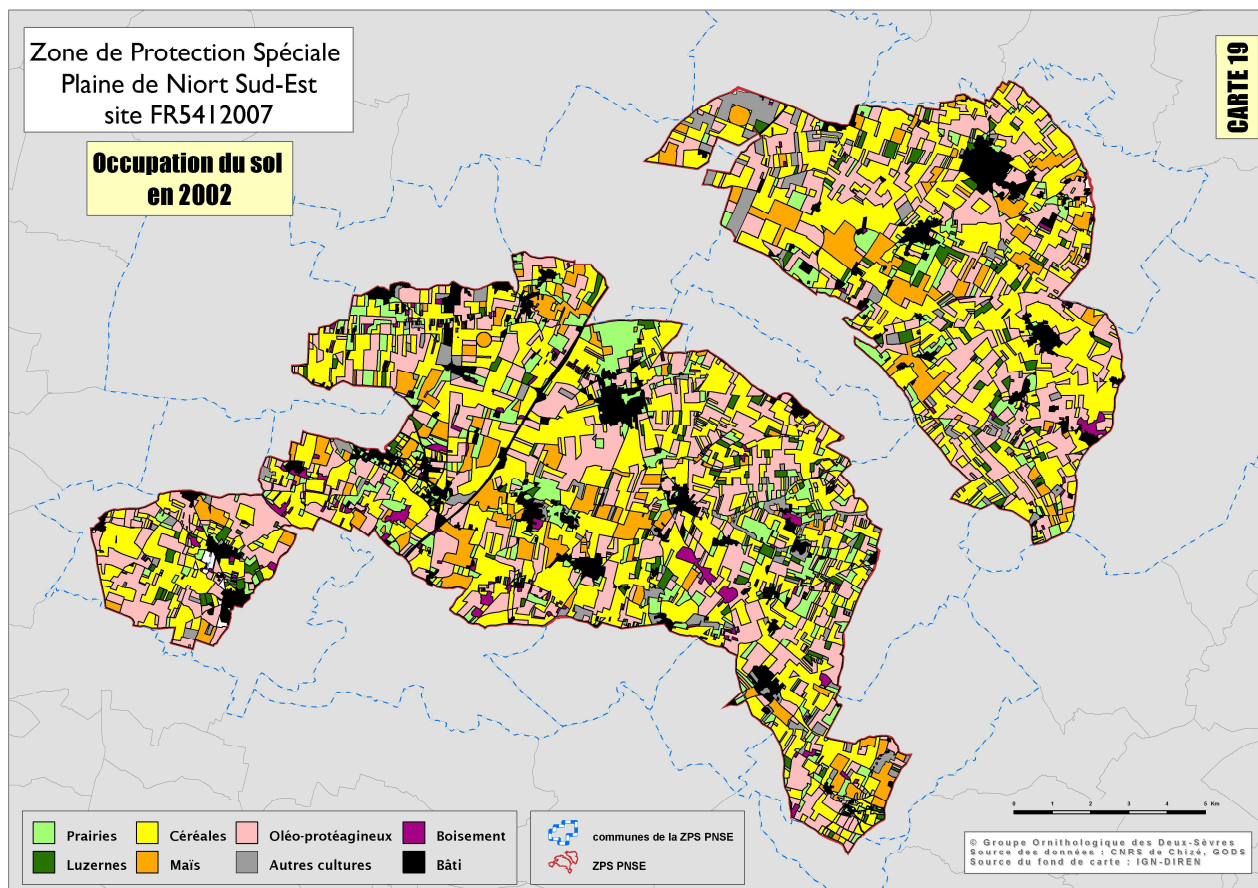 Zone de Protection Spéciale
Plaine de Niort Sud-Est
site FR5412007
Occupation du sol
en 2002
CARTE 19
Prairies
Céréales
Oléo-protéagineux
Boisement
Luzernes
Maïs
Autres cultures
Bâti
communes de la ZPS PNSE
ZPS PNSE
0 1 2 3 4 5 Km
© Groupe Ornithologique des Deux-Sèvres
Source des données : CNRS de Chizé, GODS
Source du fond de carte : IGN-DIREN